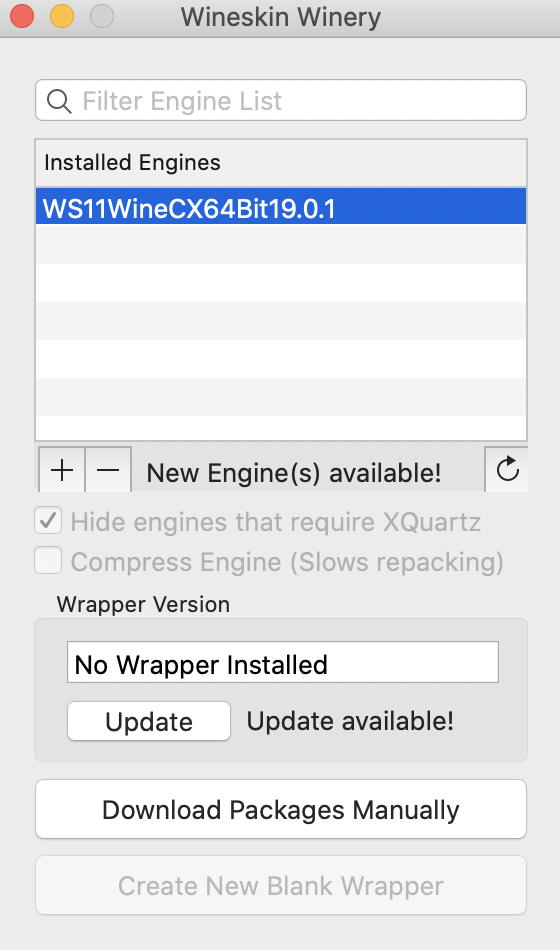 Wineskin Winery
Filter Engine List
Installed Engines
WS11WineCX64Bit19.0.1
New Engine(s) available!
Hide engines that require XQuartz
Compress Engine (Slows repacking)
Wrapper Version
No Wrapper Installed
Update Update available!
Download Packages Manually
Create New Blank Wrapper